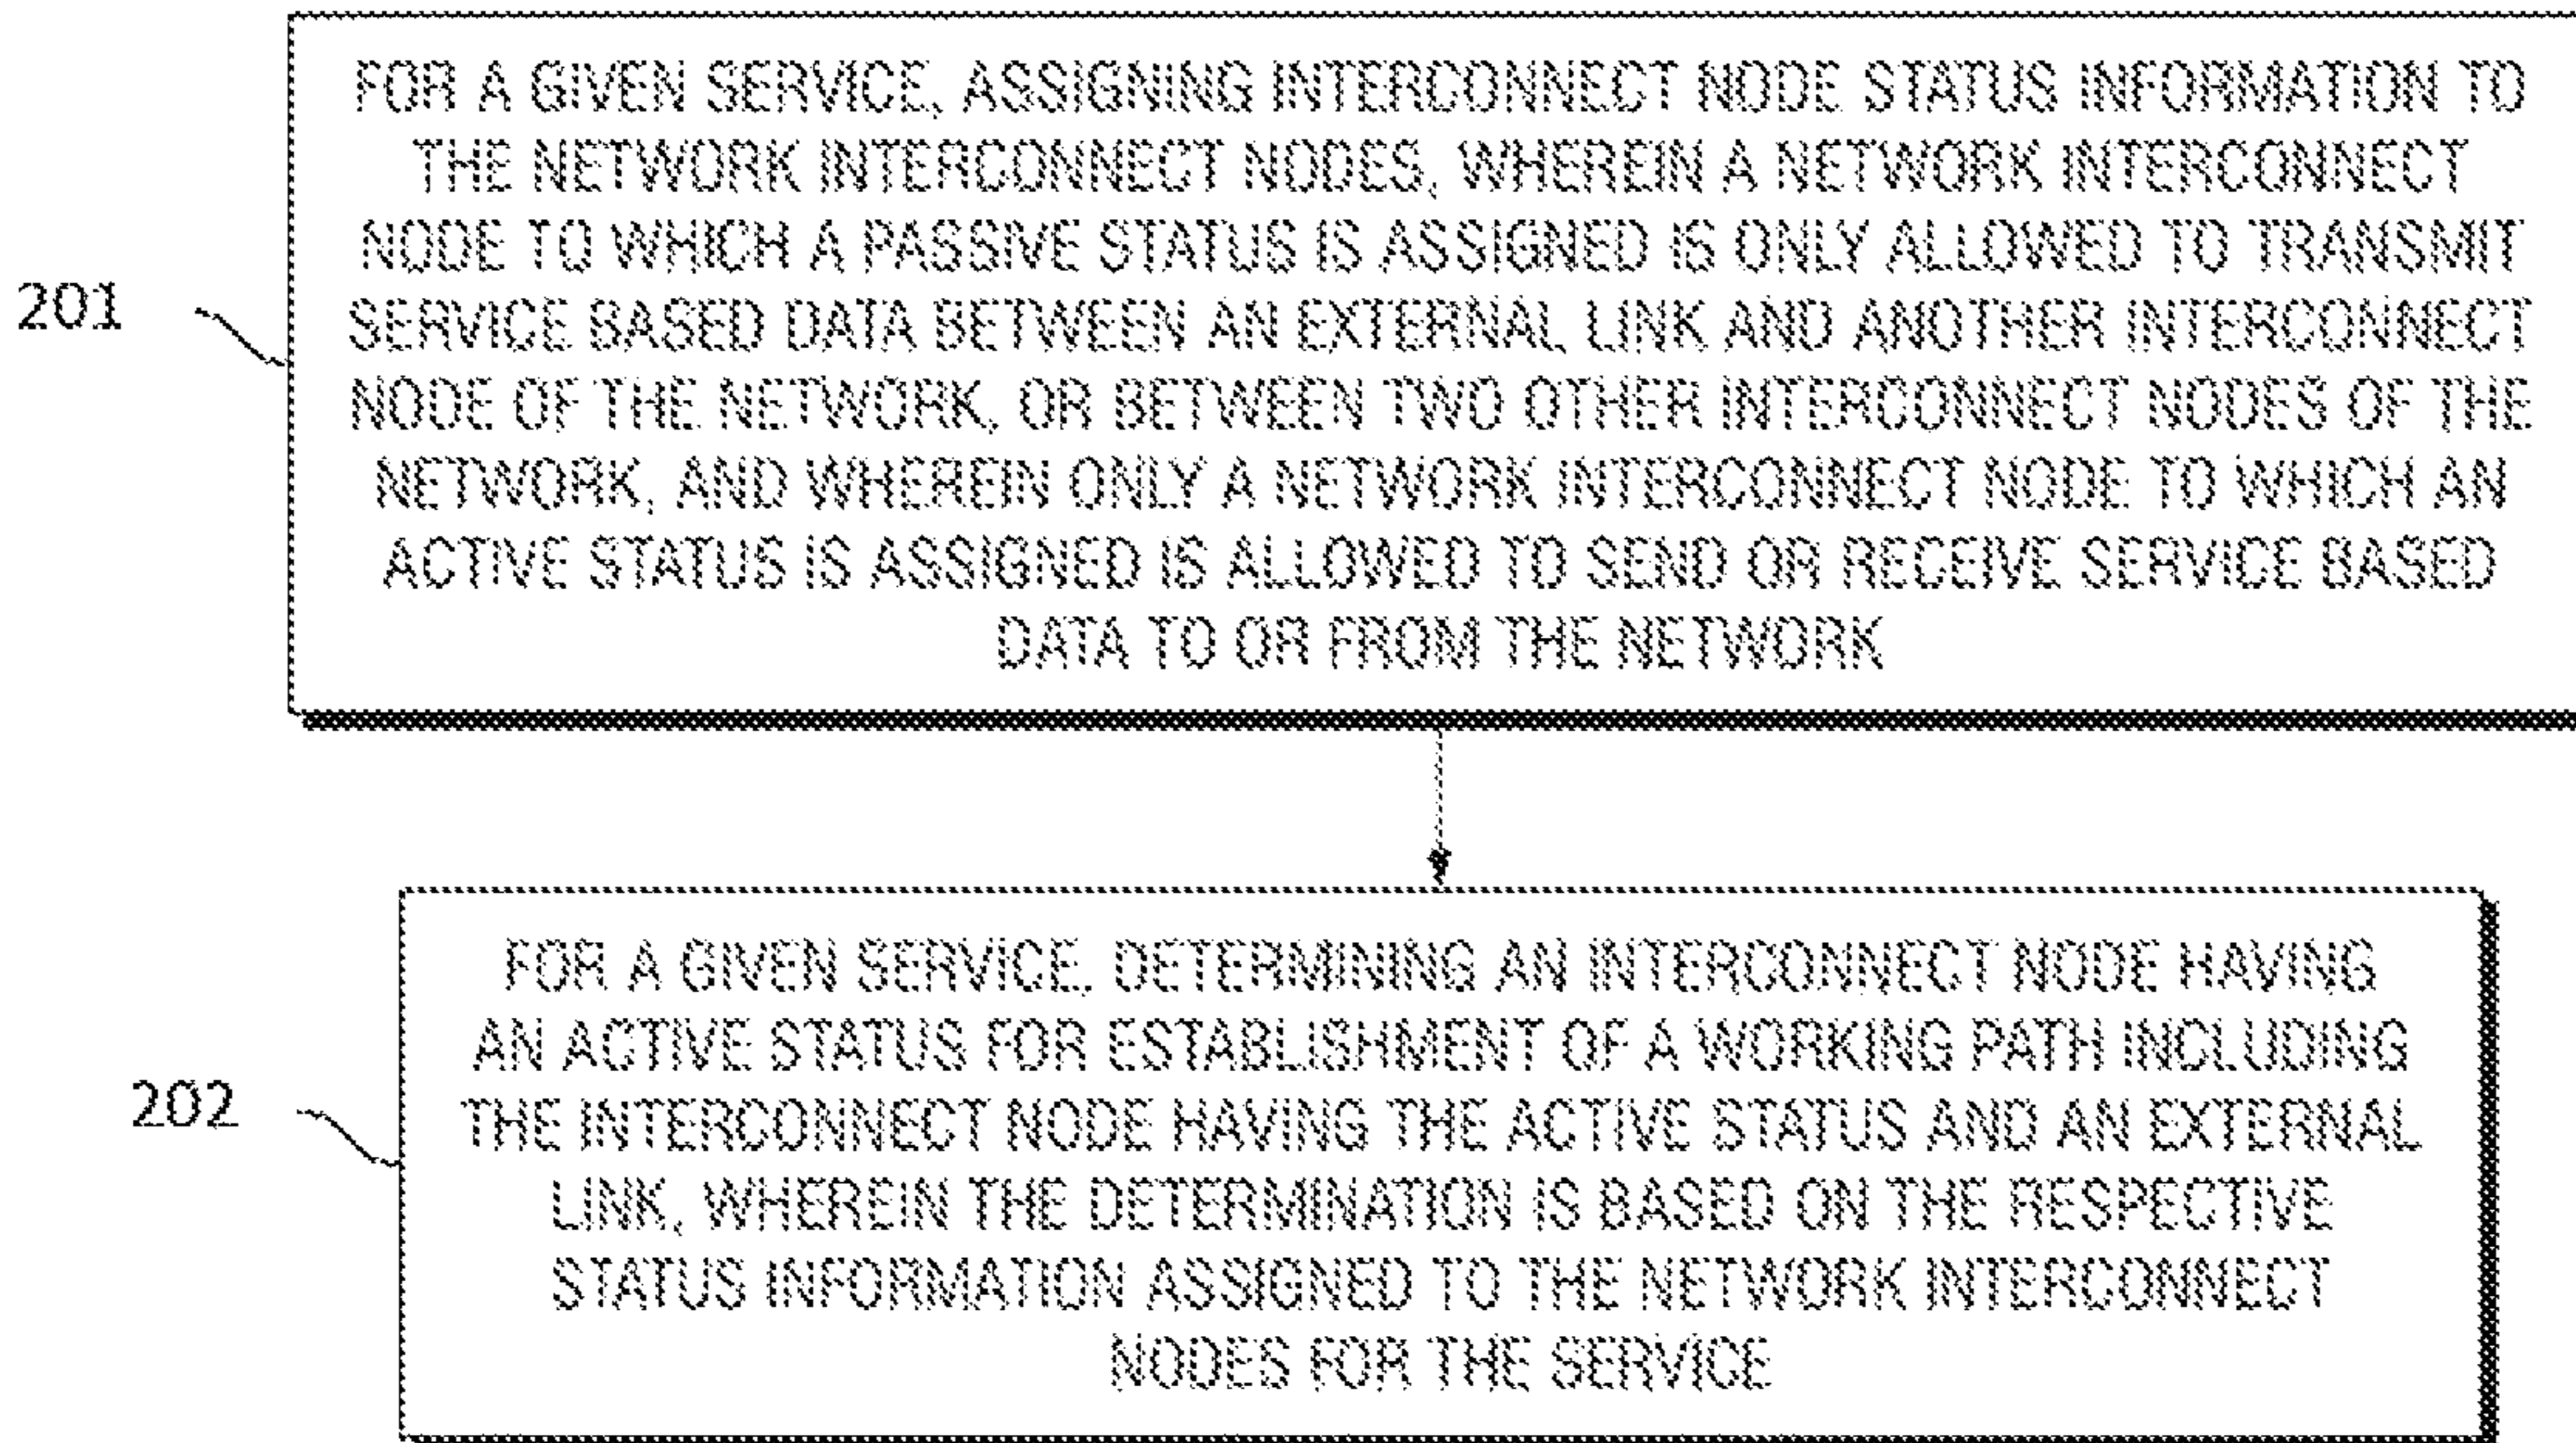 FOR A GIVEN SERVICE, ASSIGNING INTERCONNECT NODE STATUS INFORMATION TO
THE NETWORK INTERCONNECT NODES, WHEREIN A NETWORK INTERCONNECT
NODE TO WHICH A PASSIVE STATUS IS ASSIGNED IS ONLY ALLOWED TO TRANSMIT
201
SERVICE BASED DATA BETWEEN AN EXTERNAL LINK AND ANOTHER INTERCONNECT
NODE OF THE NETWORK, OR BETWEEN TWO OTHER INTERCONNECT NODES OF THE
NETWORK, AND WHEREIN ONLY A NETWORK INTERCONNECT NODE TO WHICH AN
ACTIVE STATUS IS ASSIGNED IS ALLOWED TO SEND OR RECEIVE SERVICE BASED
DATA TO OR FROM THE NETWORK
FOR A GIVEN SERVICE, DETERMINING AN INTERCONNECT NODE HAVING
AN ACTIVE STATUS FOR ESTABLISHMENT OF A WORKING PATH INCLUDING
202
THE INTERCONNECT NODE HAVING THE ACTIVE STATUS AND AN EXTERNAL
LINK, WHEREIN THE DETERMINATION IS BASED ON THE RESPECTIVE
STATUS INFORMATION ASSIGNED TO THE NETWORK INTERCONNECT
NODES FOR THE SERVICE